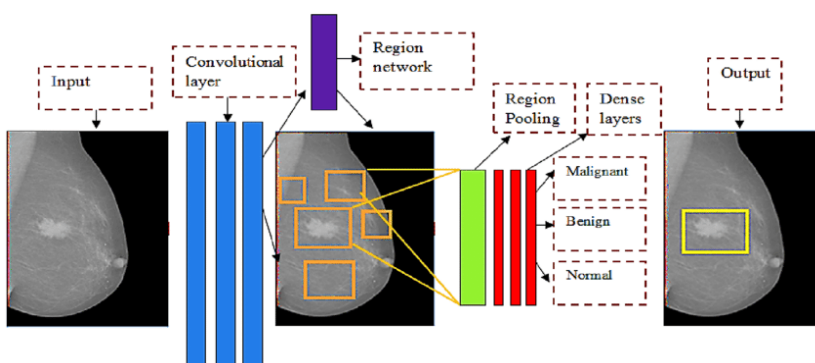 Input
Convolutional
layer
Region
network
Region
Pooling
Dense
layers
Output
Malignant
Benign
Normal